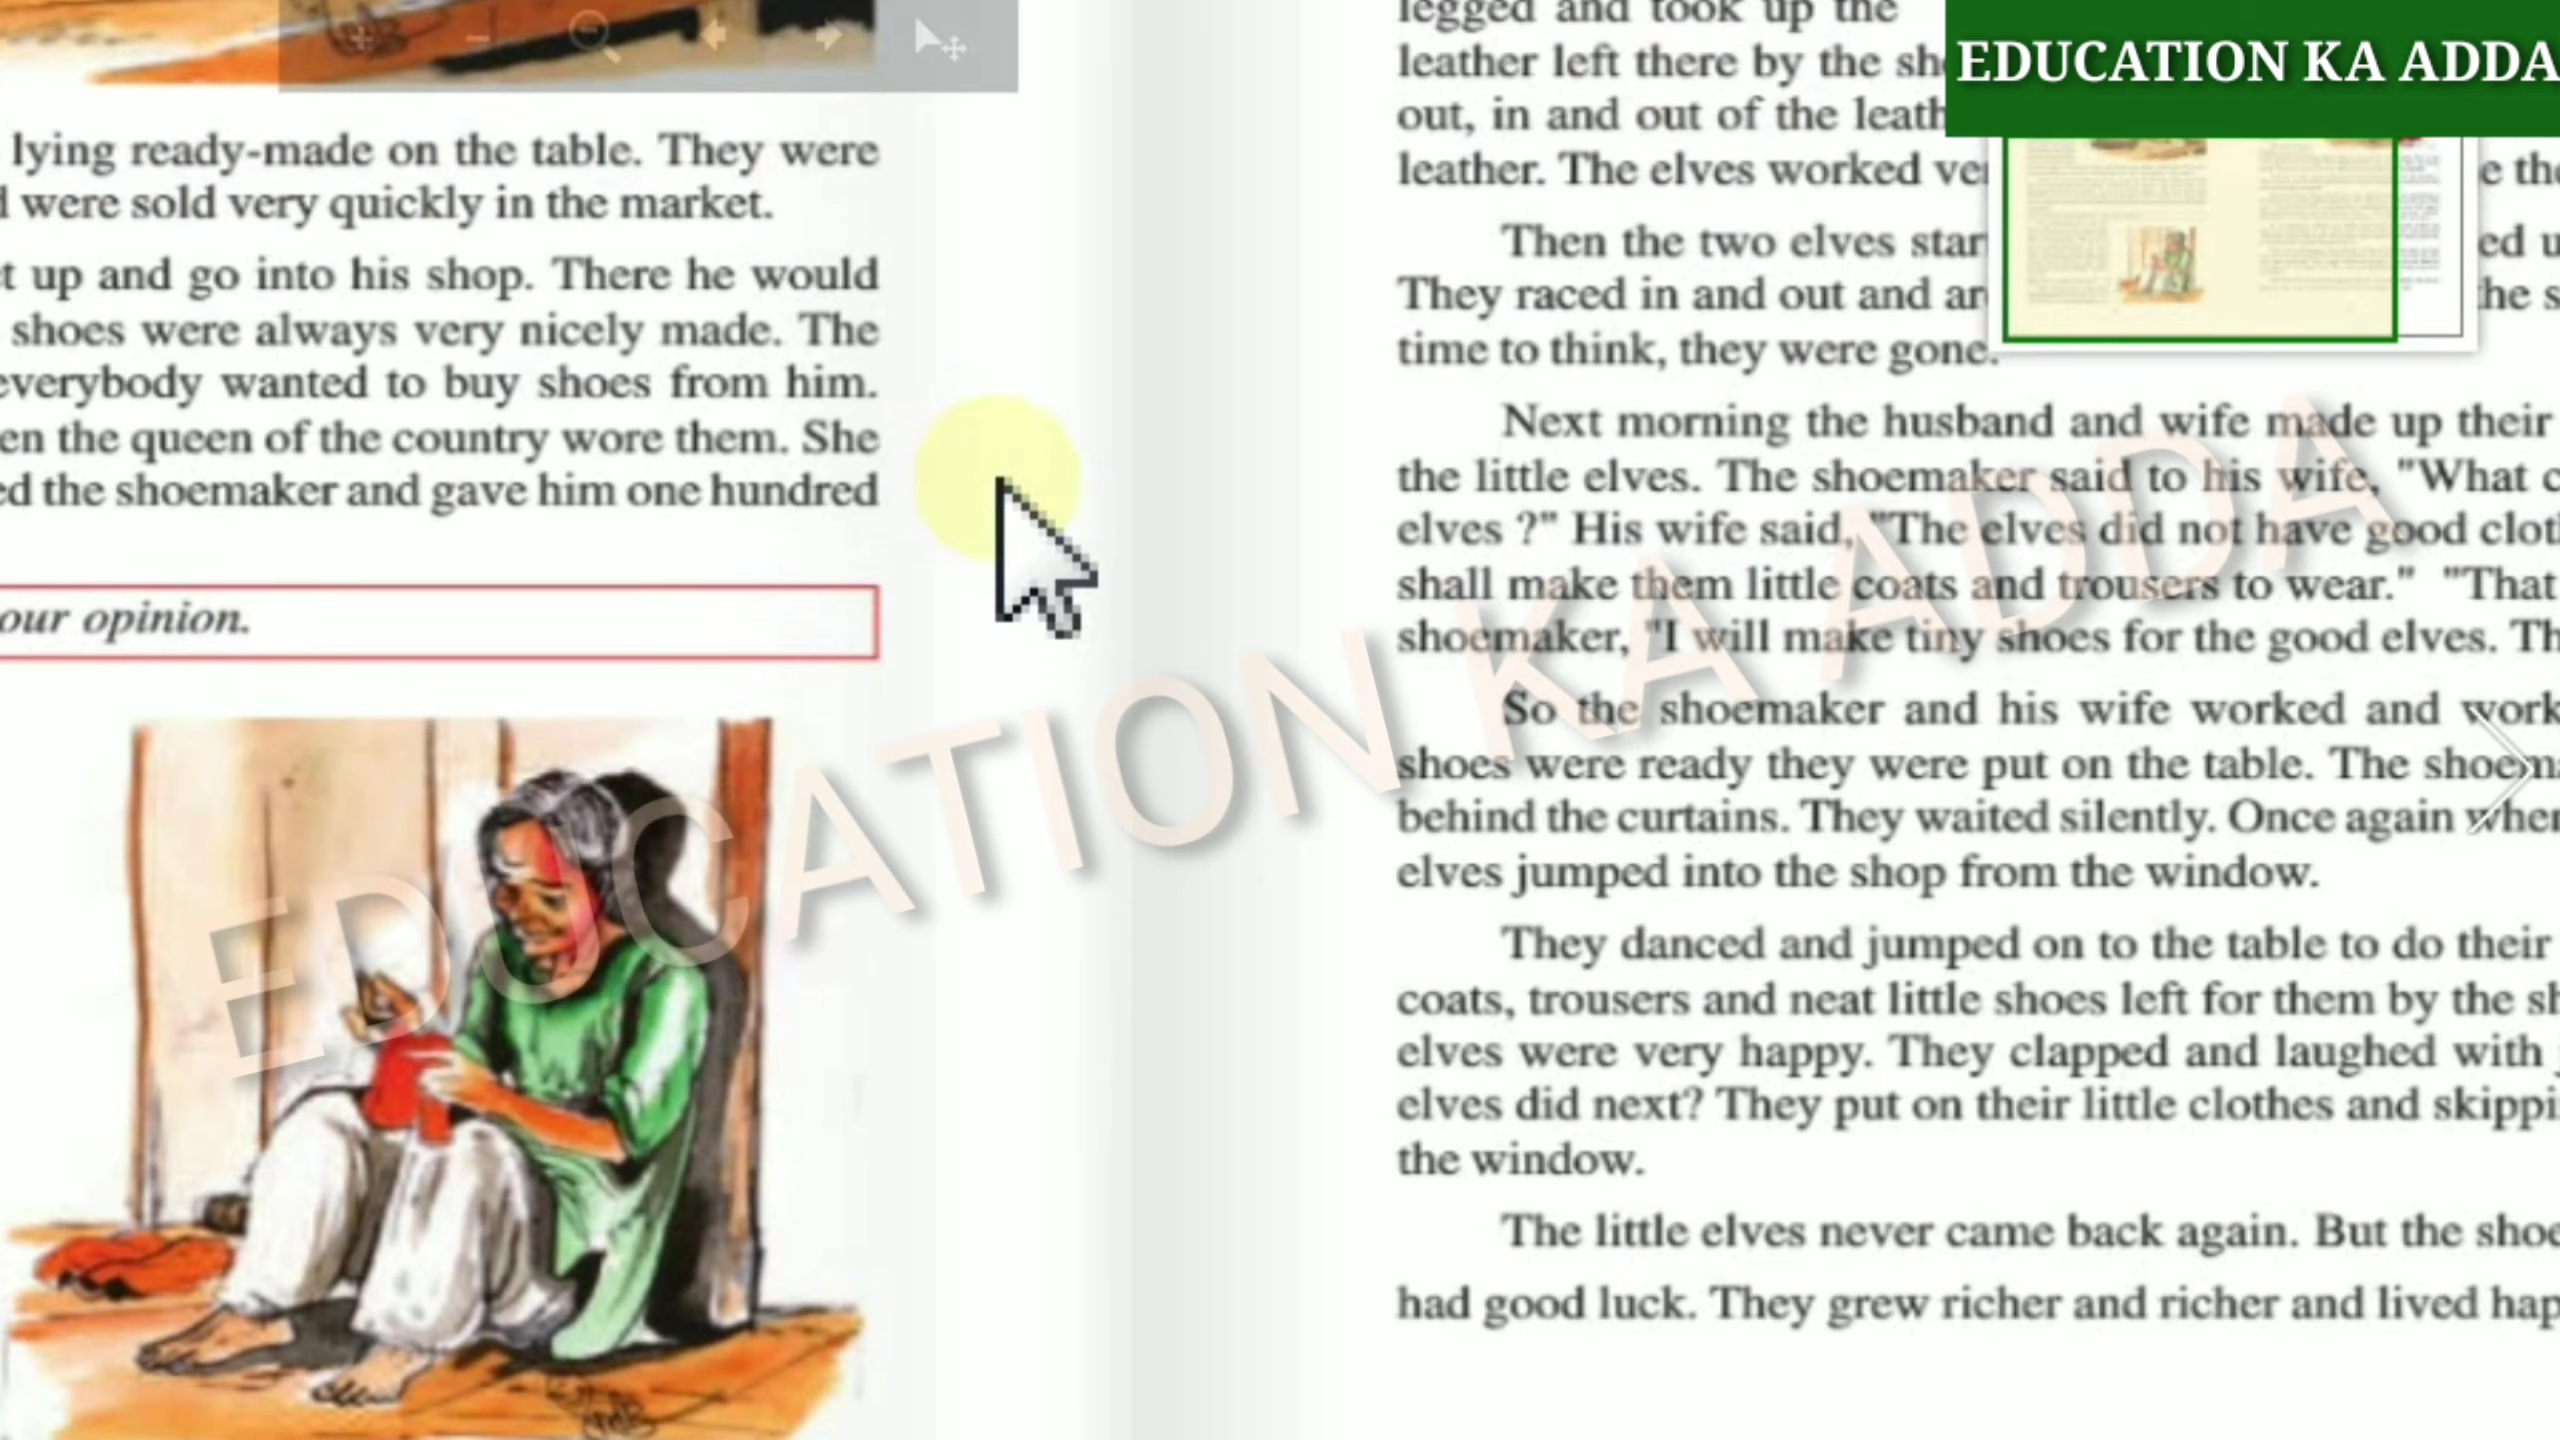 lying ready-made on the table. They were
were sold very quickly in the market.
up and go into his shop. There he would
shoes were always very nicely made. The
everybody wanted to buy shoes from him.
en the queen of the country wore them. She
ed the shoemaker and gave him one hundred
our opinion.
legged and took up the
leather left there by the sh
out, in and out of the leath
leather. The elves worked ve
Then the two elves star
They raced in and out and ar
time to think, they were gone.
Next morning the husband and wife made up their
the little elves. The shoemaker said to his wife, "What c
elves ?" His wife said, "The elves did not have good clot
shall make them little coats and trousers to wear." "That
shoemaker, "I will make tiny shoes for the good elves. Th
So the shoemaker and his wife worked and work
shoes were ready they were put on the table. The shoema
behind the curtains. They waited silently. Once again when
elves jumped into the shop from the window.
They danced and jumped on to the table to do their
coats, trousers and neat little shoes left for them by the sh
elves were very happy. They clapped and laughed with
elves did next? They put on their little clothes and skippi
the window.
The little elves never came back again. But the shoe
had good luck. They grew richer and richer and lived hap
EDUCATION KA ADDA
EDUCATION KA ADDA